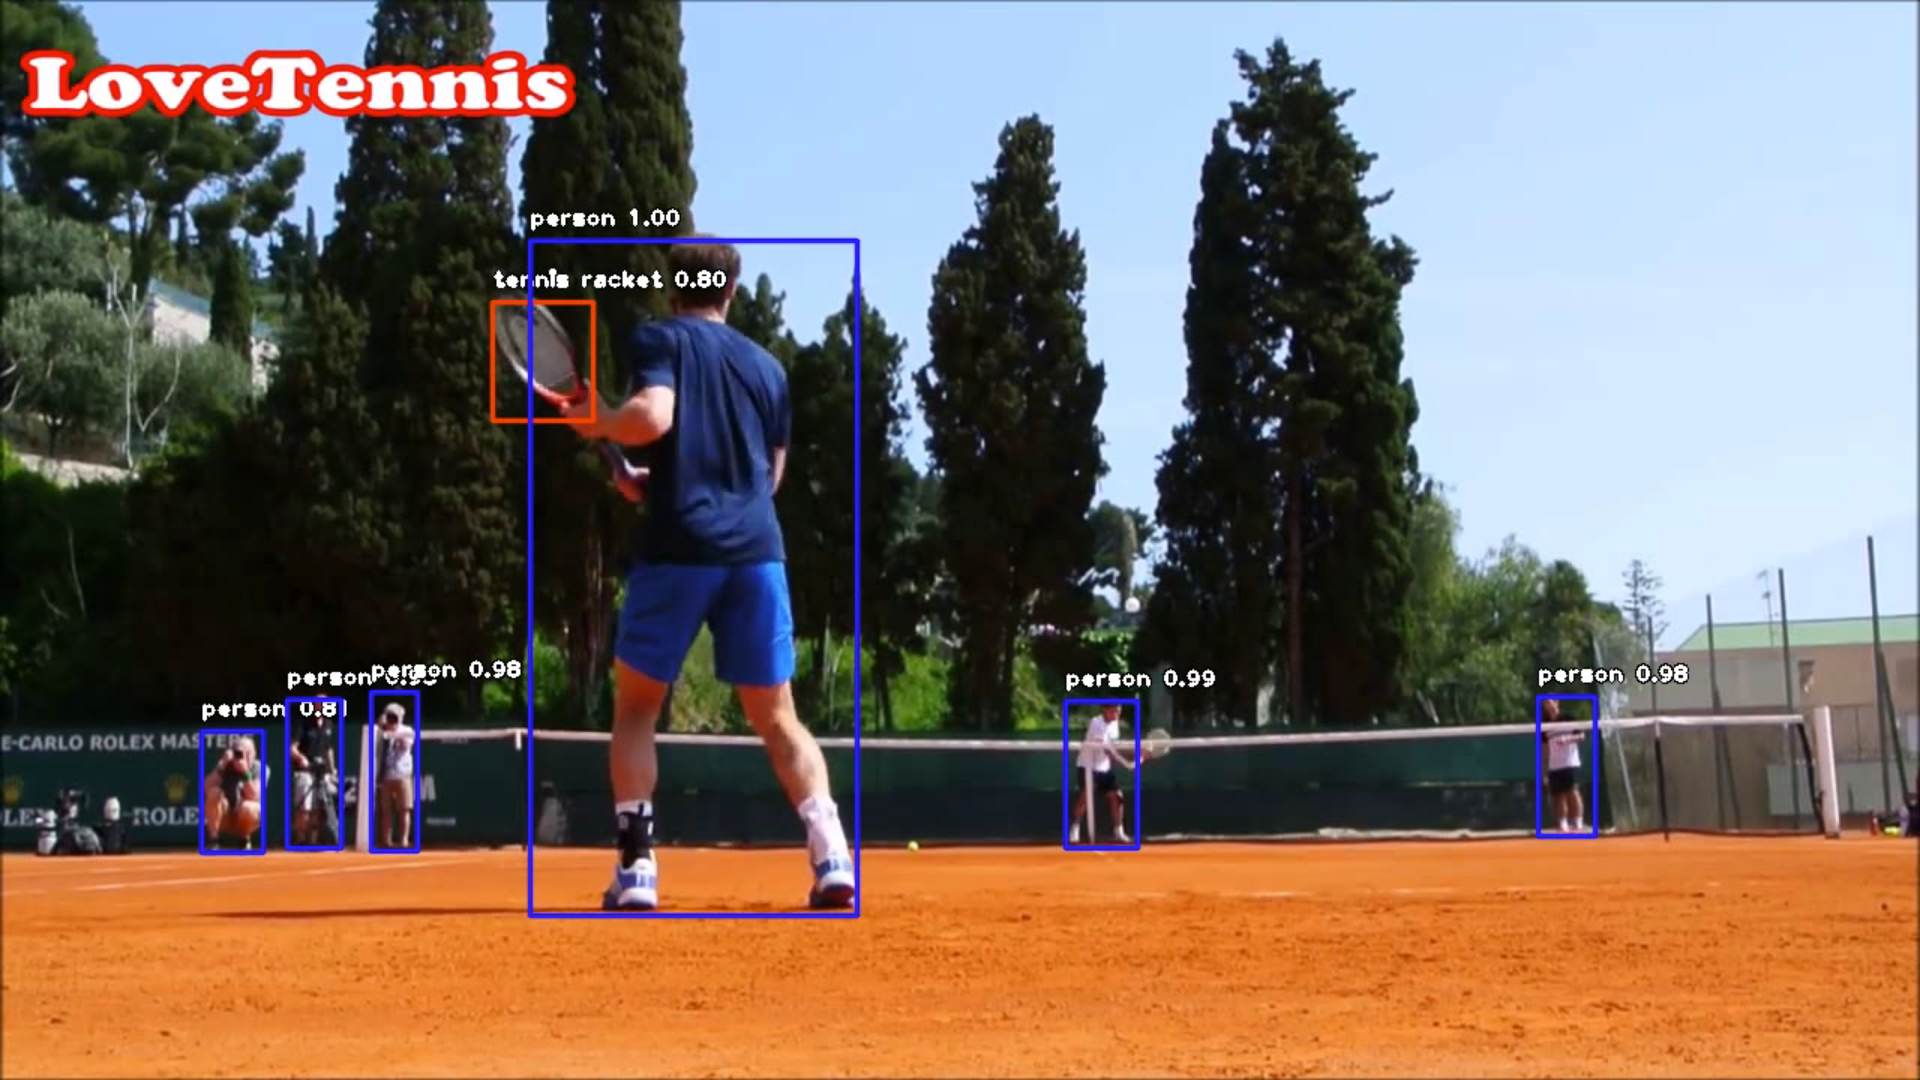 LoveTennis
person 1.00
tennis racket 0.80
person 0.98
person
person 0.99
person 0.98
person 0.81
E-CARLO ROLEX MASTERS
ROLE